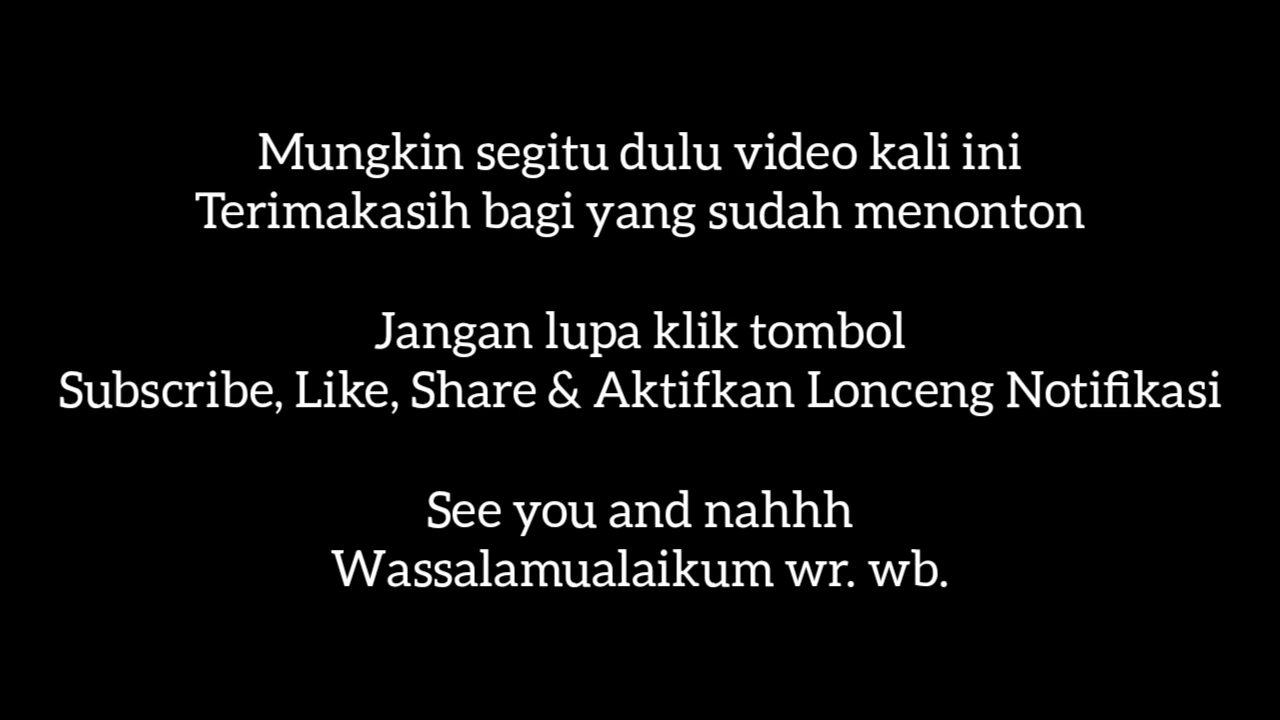 Mungkin segitu dulu video kali ini
Terimakasih bagi yang sudah menonton
Jangan lupa klik tombol
Subscribe, Like, Share & Aktifkan Lonceng Notifikasi
See you and nahhh
Wassalamualaikum wr. wb.